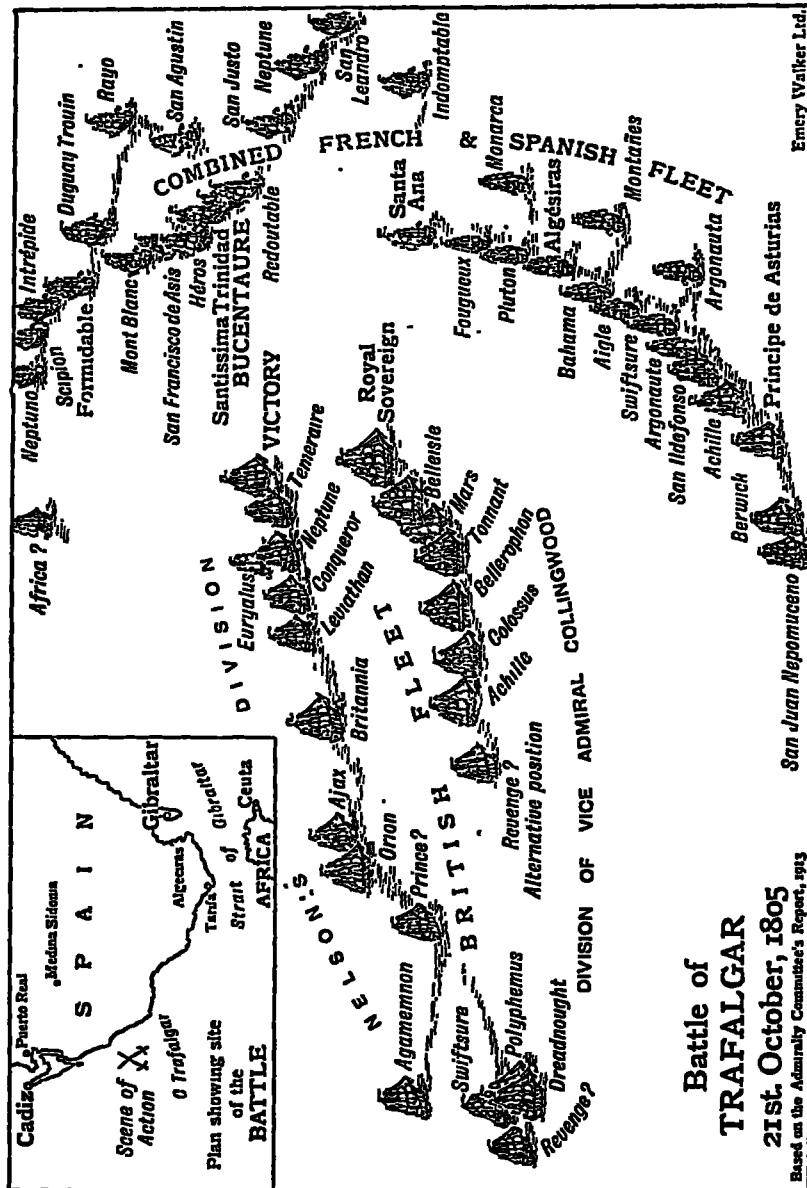 Cadiz
Puerto Real
Medina Sidonia
SPAIN
Scene of
Action
Trafalgar
Algeciras
Gibraltar
Tarifa
Strait of
Gibraltar
Ceuta
AFRICA
Plan showing site
of the
BATTLE
Africa ?
Neptuno
Scipion
Intrépide
Formidable
Duguay Trouin
Rayo
Mont Blanc
San Agustin
San Francisco de Asis
Héros
Santissima Trinidad
BUCENTAURE
San Justo
Neptune
Redoutable
San
Leandro
Indomptable
COMBINED FRENCH & SPANISH FLEET
NELSON'S DIVISION
VICTORY
Temeraire
Euryalus
Neptune
Conqueror
Leviathan
Britannia
Ajax
Orion
Prince?
Agamemnon
BRITISH FLEET
Royal
Sovereign
Belleisle
Mars
Tonnant
Bellerophon
Colossus
Achille
Revenge ?
Alternative position
Swiftsure
Polyphemus
Dreadnought
Revenge ?
DIVISION OF VICE ADMIRAL COLLINGWOOD
Santa
Ana
Monarca
Fougueux
Pluton
Algésiras
Bahama
Montañes
Aigle
Swiftsure
Argonaute
Argonauta
San Ildefonso
Achille
Principe de Asturias
Berwick
San Juan Nepomuceno
Battle of
TRAFALGAR
21st. October, 1805
Based on the Admiralty Committee's Report, 1913
Emery Walker Ltd.